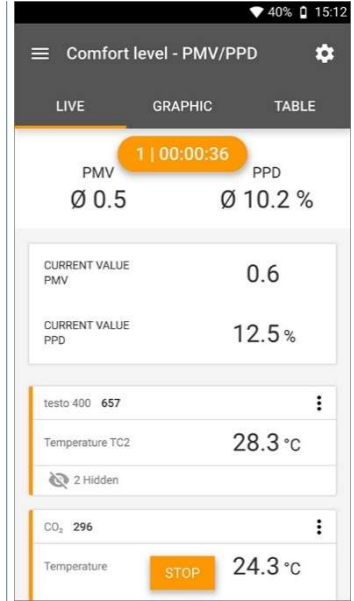 40% 15:12
Comfort level - PMV/PPD
LIVE GRAPHIC TABLE
1 | 00:00:36
PMV PPD
Ø 0.5 Ø 10.2 %
CURRENT VALUE
PMV
0.6
CURRENT VALUE
PPD
12.5 %
testo 400 657
Temperature TC2 28.3 °C
2 Hidden
CO₂ 296
Temperature STOP 24.3 °C